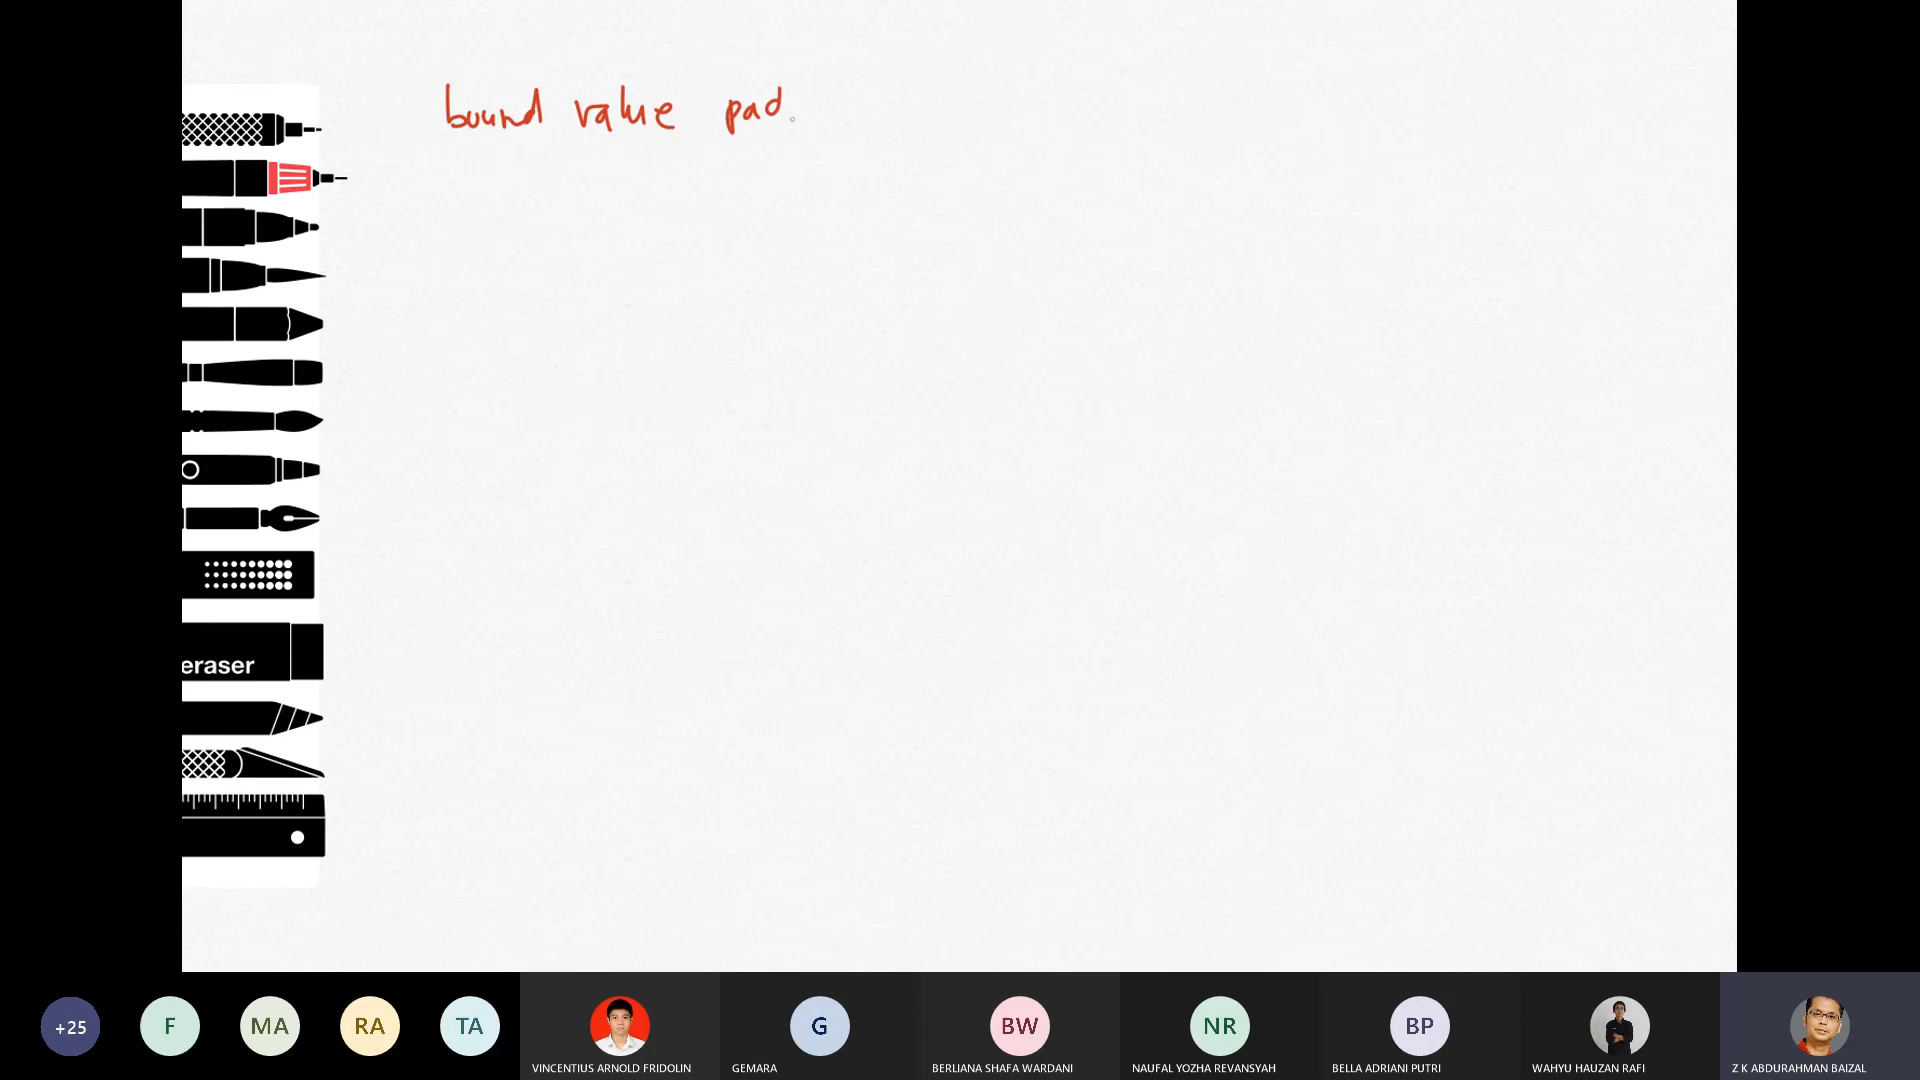 bound value pad
eraser
+25
F
MA
RA
TA
G
BW
NR
BP
VINCENTIUS ARNOLD FRIDOLIN
GEMARA
BERLIANA SHAFA WARDANI
NAUFAL YOZHA REVANSYAH
BELLA ADRIANI PUTRI
WAHYU HAUZAN RAFI
Z K ABDURAHMAN BAIZAL